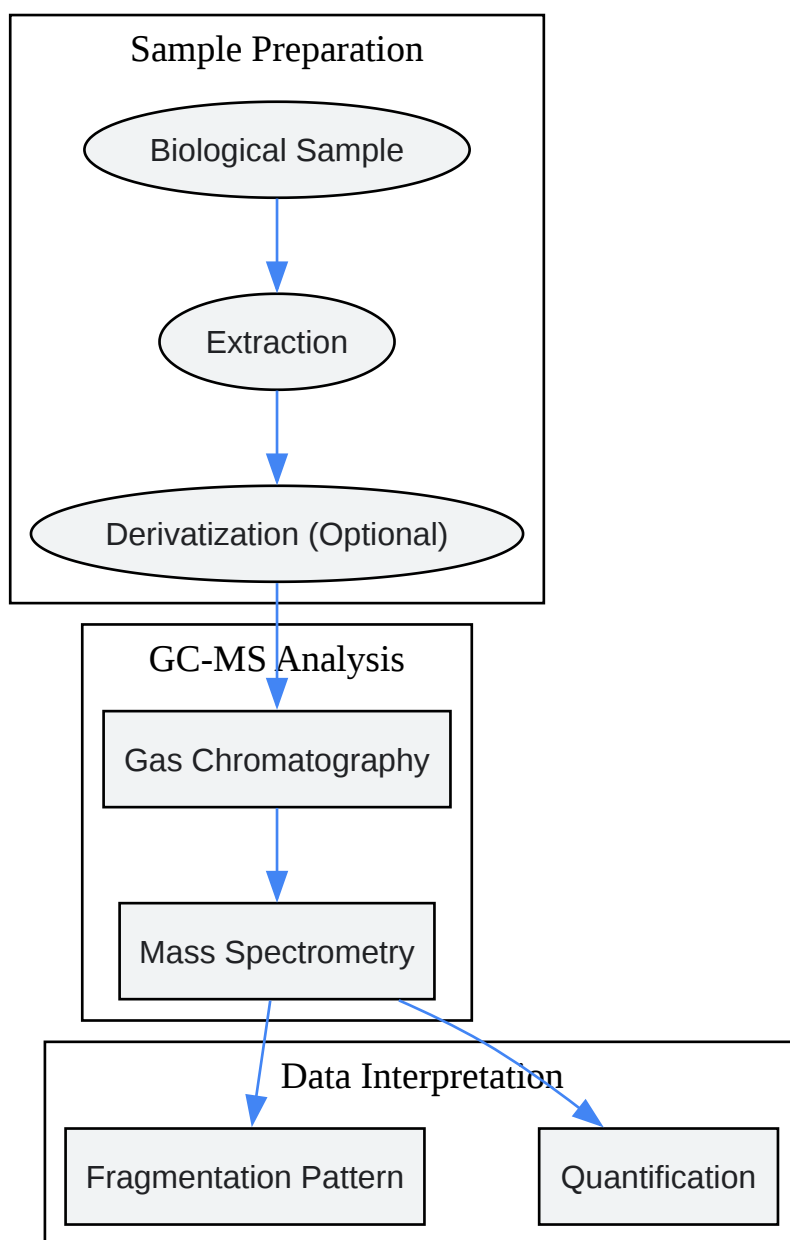 Sample Preparation
Biological Sample
Extraction
Derivatization (Optional)
GC-MS Analysis
Gas Chromatography
Mass Spectrometry
Data Interpretation
Fragmentation Pattern
Quantification